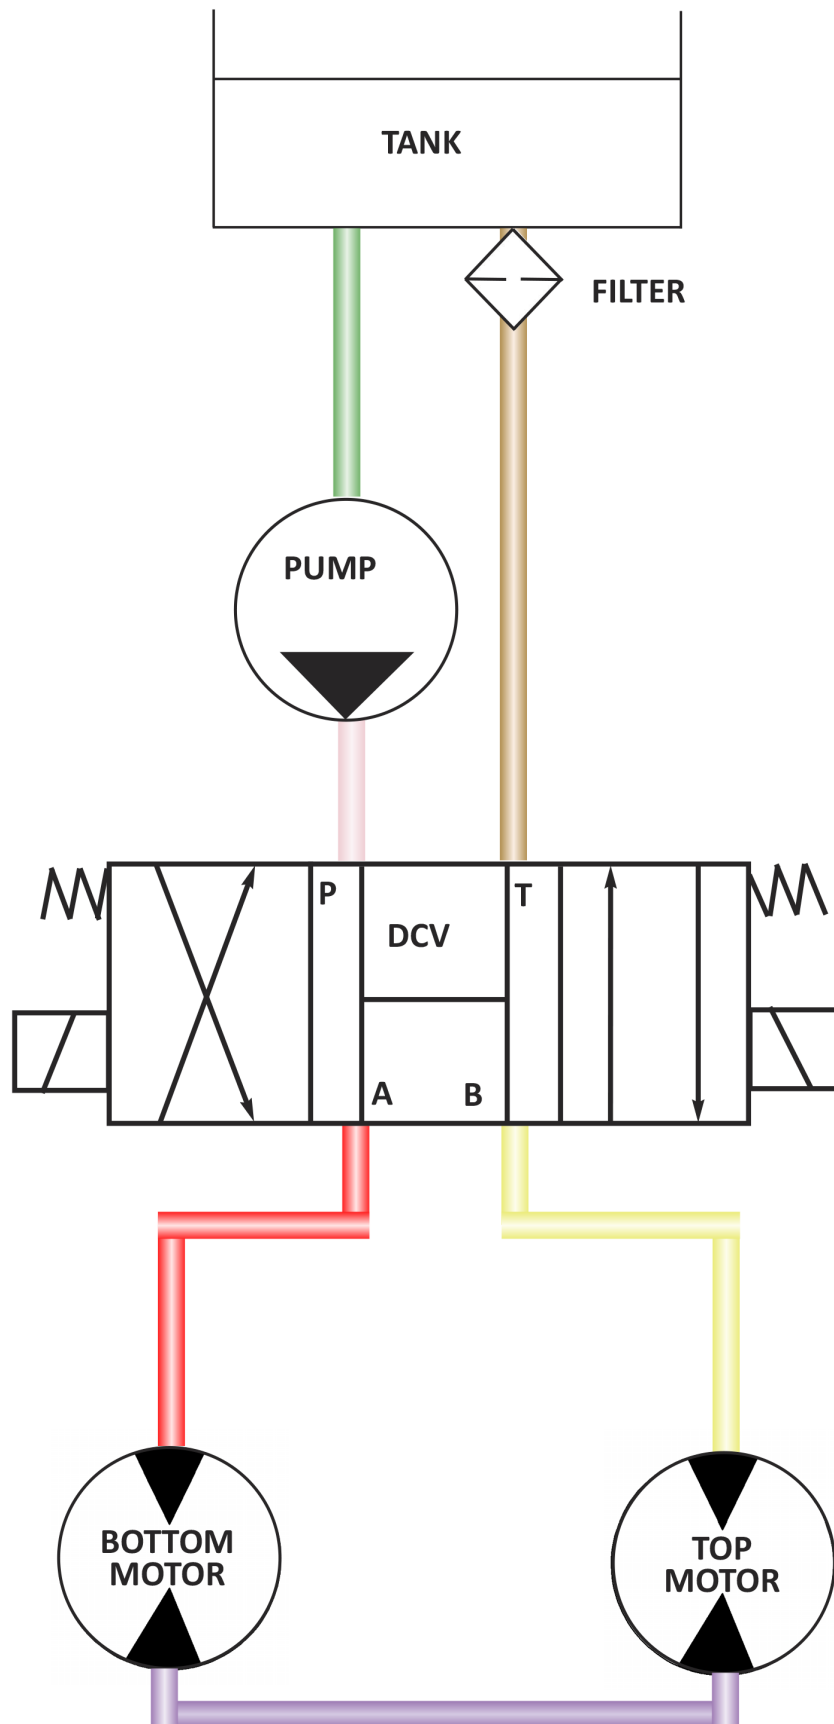 TANK
FILTER
PUMP
P
T
DCV
A
B
BOTTOM
MOTOR
TOP
MOTOR